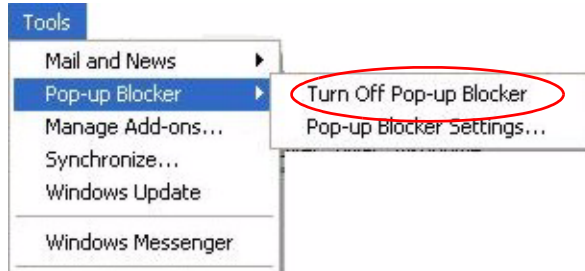 Tools
Mail and News
Pop-up Blocker
Turn Off Pop-up Blocker
Manage Add-ons...
Pop-up Blocker Settings...
Synchronize...
Windows Update
Windows Messenger